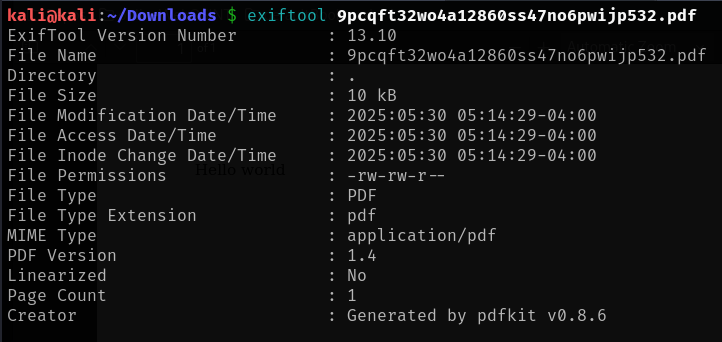 kali@kali:~/Downloads $ exiftool 9pcqft32wo4a12860ss47no6pwijp532.pdf
ExifTool Version Number : 13.10
File Name : 9pcqft32wo4a12860ss47no6pwijp532.pdf
Directory : .
File Size : 10 kB
File Modification Date/Time : 2025:05:30 05:14:29-04:00
File Access Date/Time : 2025:05:30 05:14:29-04:00
File Inode Change Date/Time : 2025:05:30 05:14:29-04:00
Hello world
File Permissions : -rw-rw-r--
File Type : PDF
File Type Extension : pdf
MIME Type : application/pdf
PDF Version : 1.4
Linearized : No
Page Count : 1
Creator : Generated by pdfkit v0.8.6